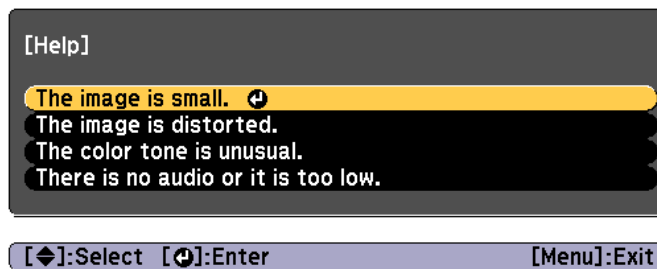 [Help]
The image is small.
The image is distorted.
The color tone is unusual.
There is no audio or it is too low.
[◆]:Select [↵]:Enter [Menu]:Exit